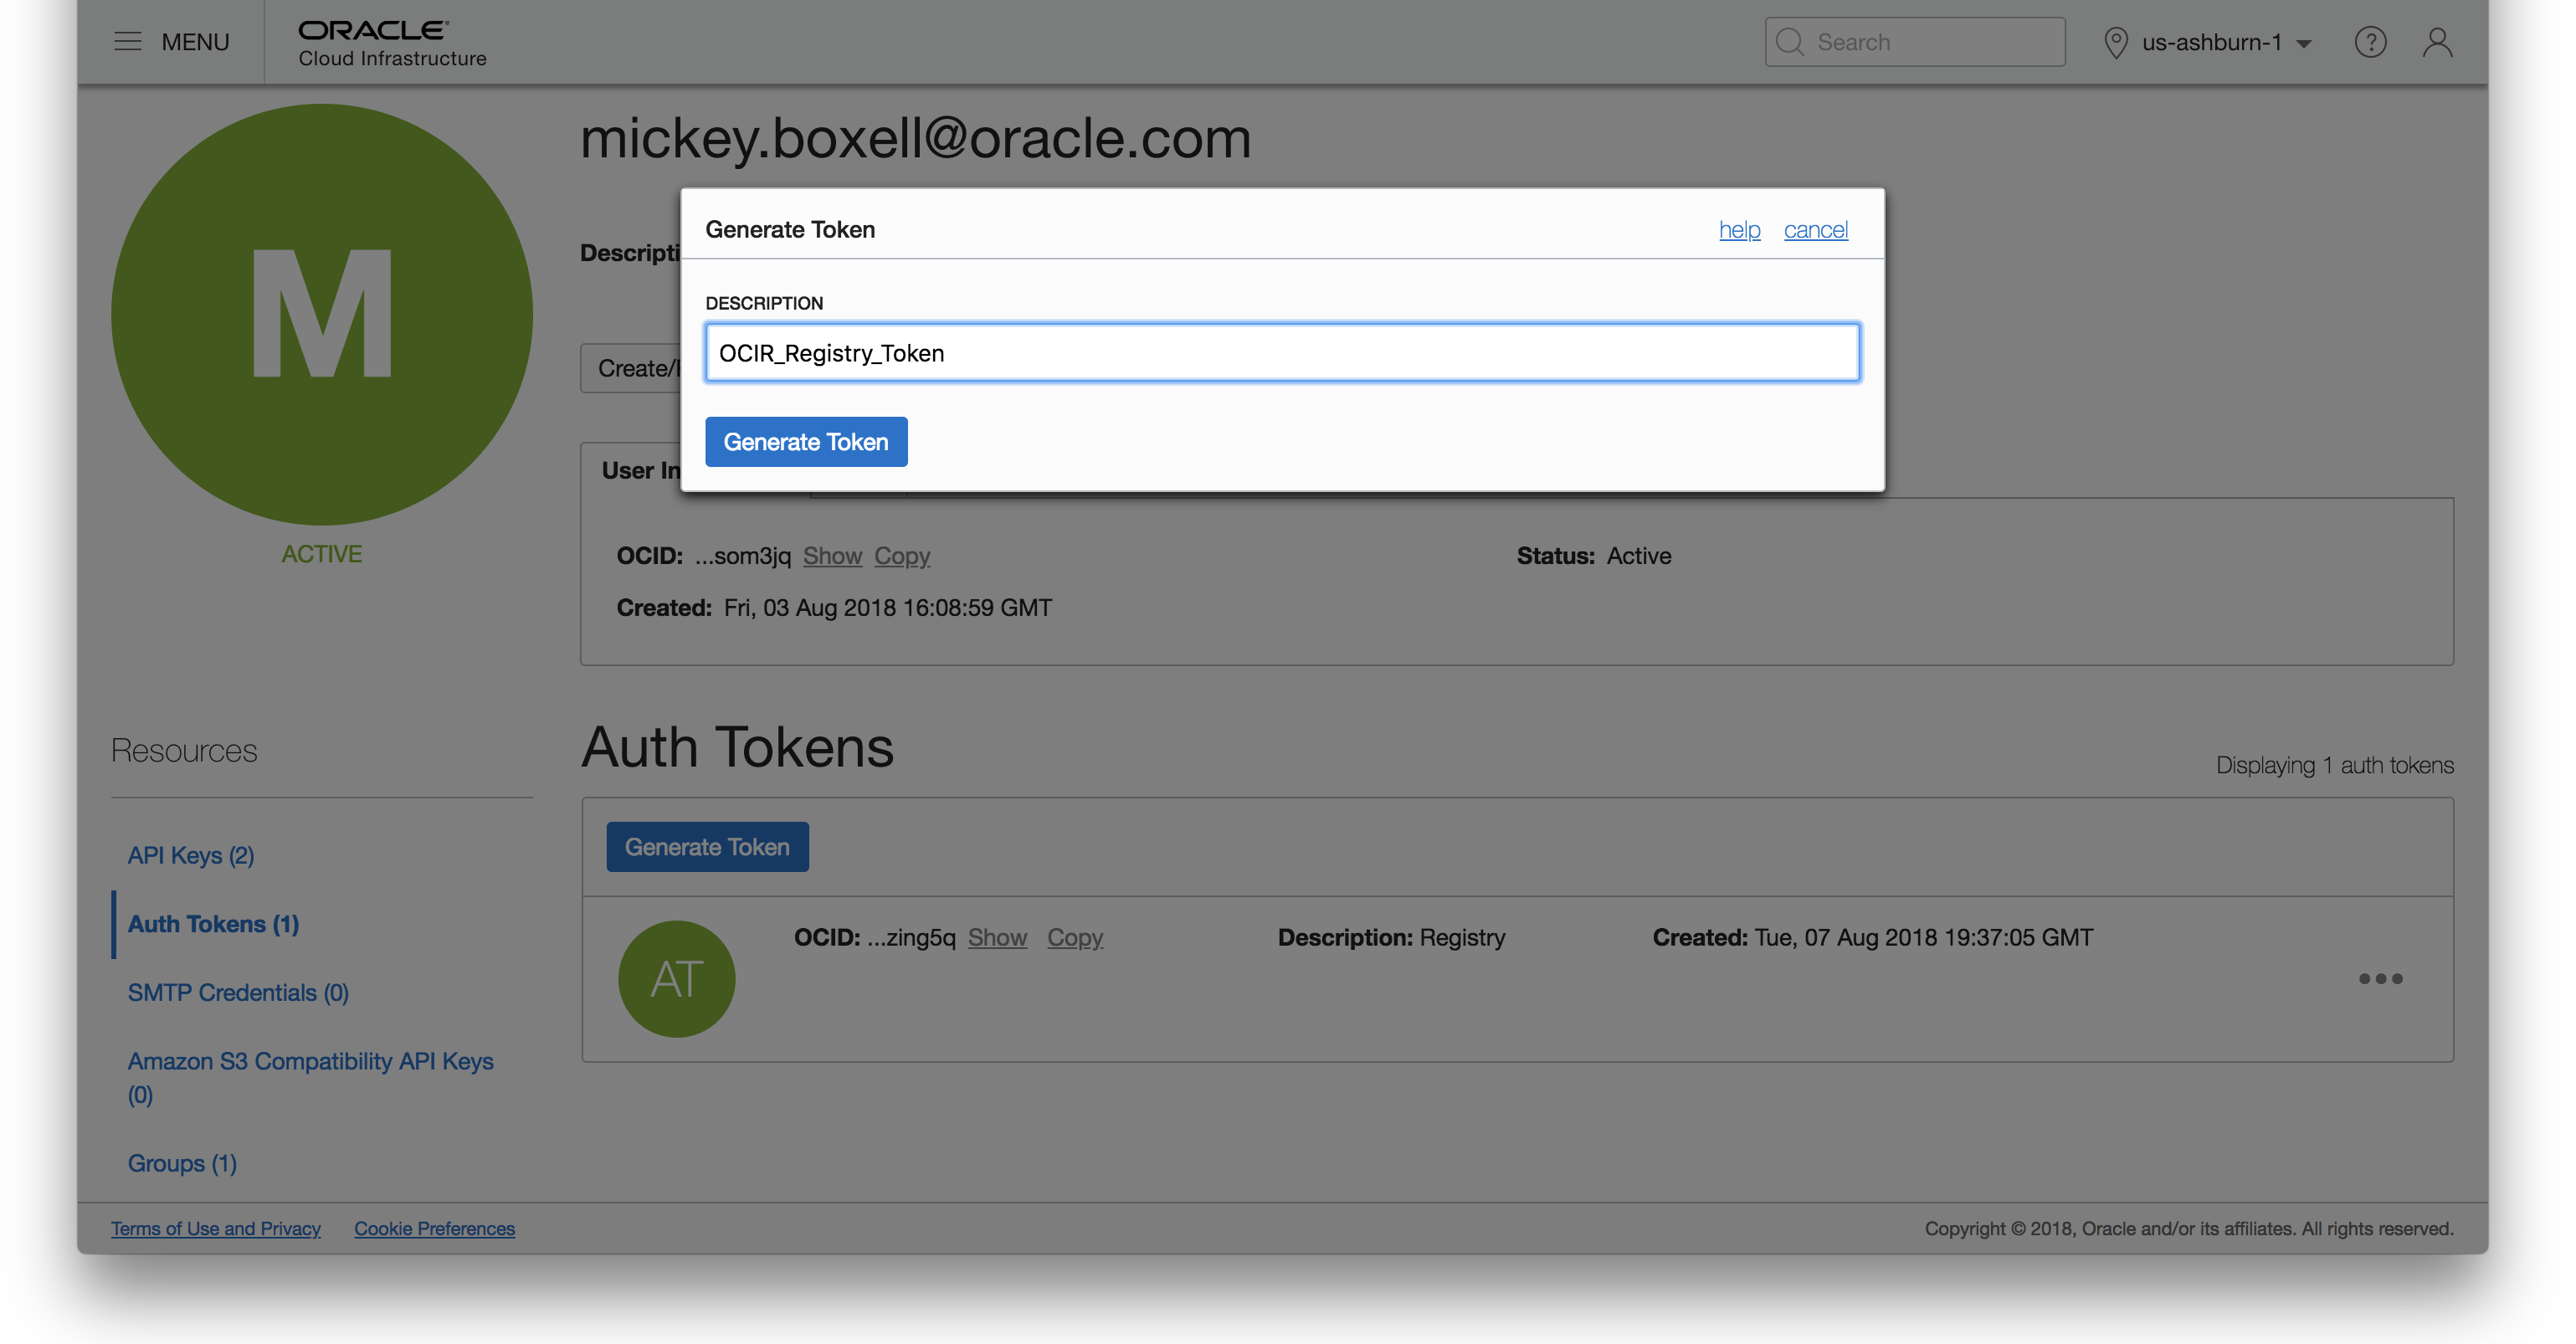 MENU
ORACLE
Cloud Infrastructure
Search
us-ashburn-1
?
mickey.boxell@oracle.com
M
ACTIVE
Generate Token
help
cancel
DESCRIPTION
OCIR_Registry_Token
Generate Token
OCID: ...som3jq Show Copy
Status: Active
Created: Fri, 03 Aug 2018 16:08:59 GMT
Resources
API Keys (2)
Auth Tokens (1)
SMTP Credentials (0)
Amazon S3 Compatibility API Keys
(0)
Groups (1)
Auth Tokens
Displaying 1 auth tokens
Generate Token
AT
OCID: ...zing5q Show Copy
Description: Registry
Created: Tue, 07 Aug 2018 19:37:05 GMT
Terms of Use and Privacy
Cookie Preferences
Copyright © 2018, Oracle and/or its affiliates. All rights reserved.